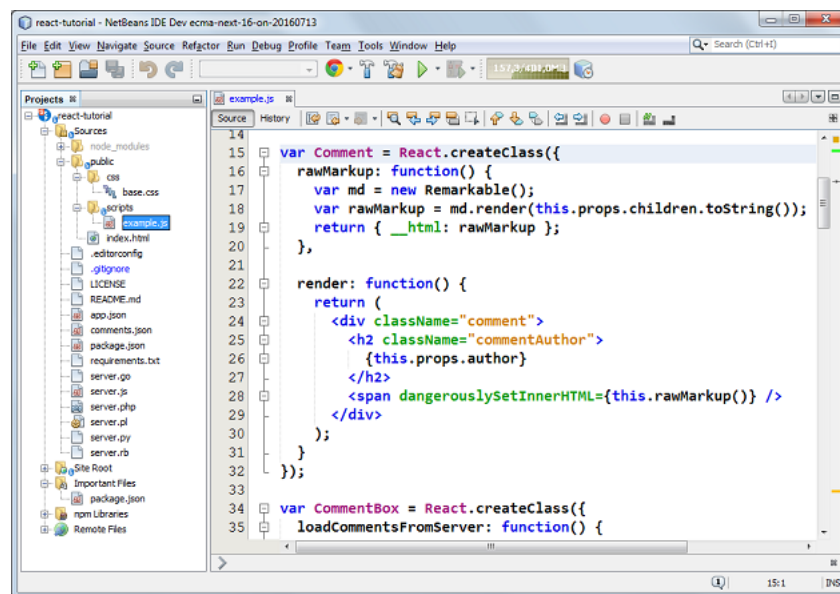 react-tutorial - NetBeans IDE Dev ecma-next-16-on-20160713
File Edit View Navigate Source Refactor Run Debug Profile Team Tools Window Help
Search (Ctrl+I)
Projects
example.js
Source History
react-tutorial
Sources
node_modules
public
css
base.css
scripts
example.js
index.html
.editorconfig
.gitignore
LICENSE
README.md
app.json
comments.json
package.json
requirements.txt
server.go
server.js
server.php
server.pl
server.py
server.rb
Site Root
Important Files
package.json
npm Libraries
Remote Files
14
15 var Comment = React.createClass({
16 rawMarkup: function() {
17 var md = new Remarkable();
18 var rawMarkup = md.render(this.props.children.toString());
19 return { __html: rawMarkup };
20 },
21
22 render: function() {
23 return (
24 <div className="comment">
25 <h2 className="commentAuthor">
26 {this.props.author}
27 </h2>
28 <span dangerouslySetInnerHTML={this.rawMarkup()} />
29 </div>
30 );
31 }
32 });
33
34 var CommentBox = React.createClass({
35 loadCommentsFromServer: function() {
15:1 INS